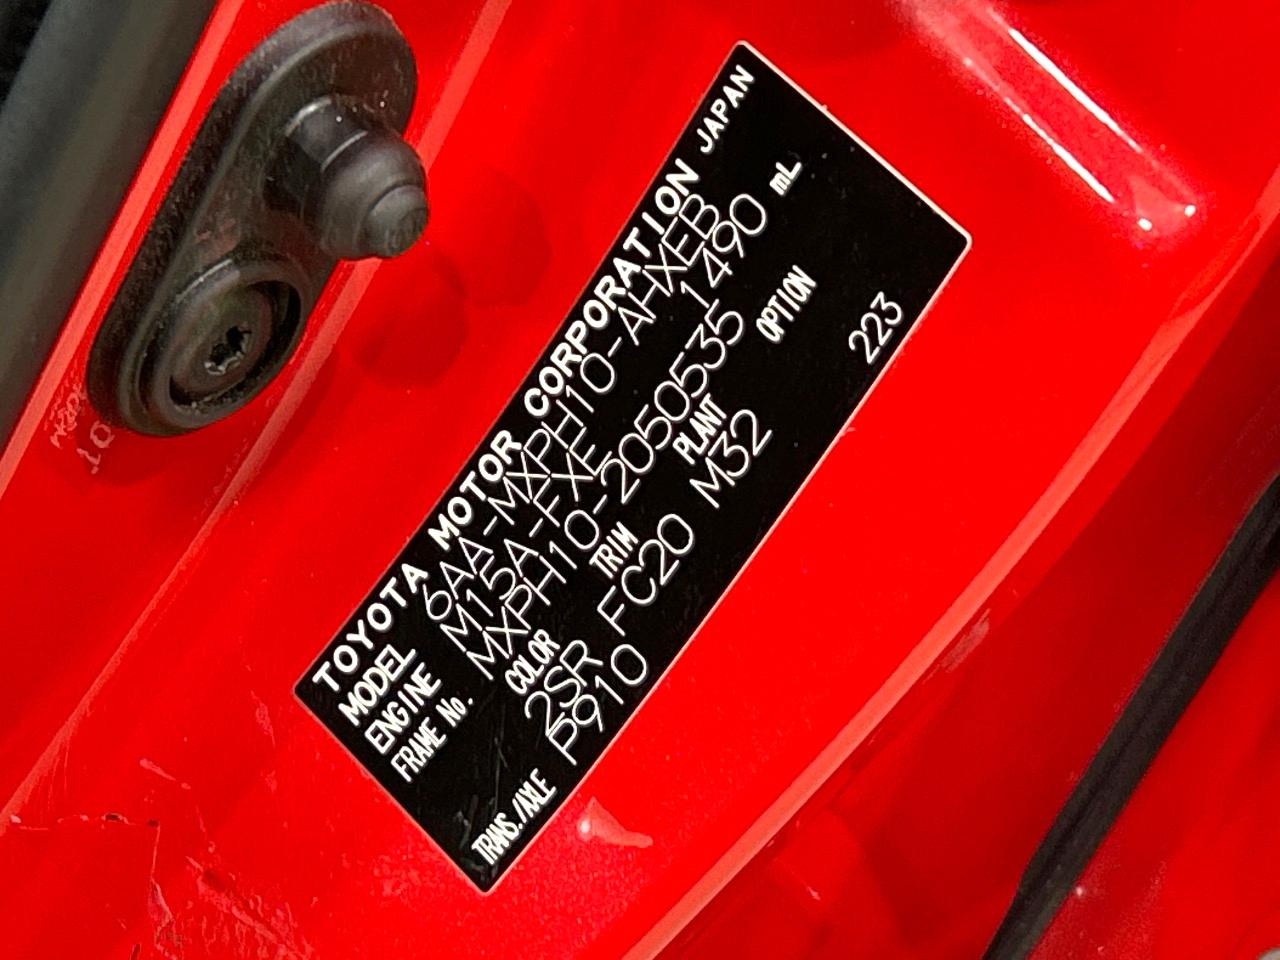 TOYOTA MOTOR CORPORATION JAPAN
MODEL 6AA-MXPH10-AHXEB
ENGINE M15A-FXE 1490 mL
FRAME No. MXPH10-2050535
COLOR TRIM PLANT OPTION
2SR FC20 M32 223
TRANS./AXLE P910